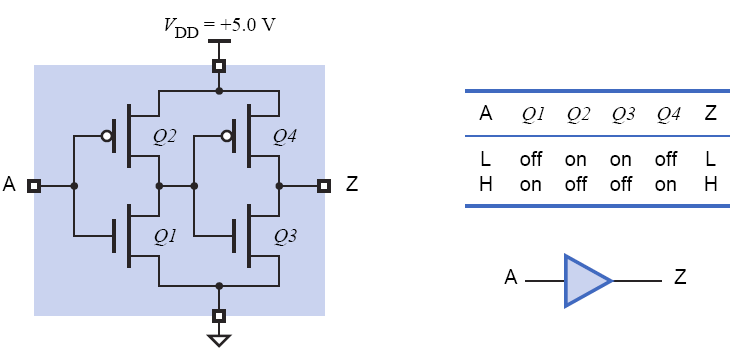 VDD = +5.0 V
Q2
Q4
A
Z
Q1
Q3
A Q1 Q2 Q3 Q4 Z
L off on on off L
H on off off on H
A
Z